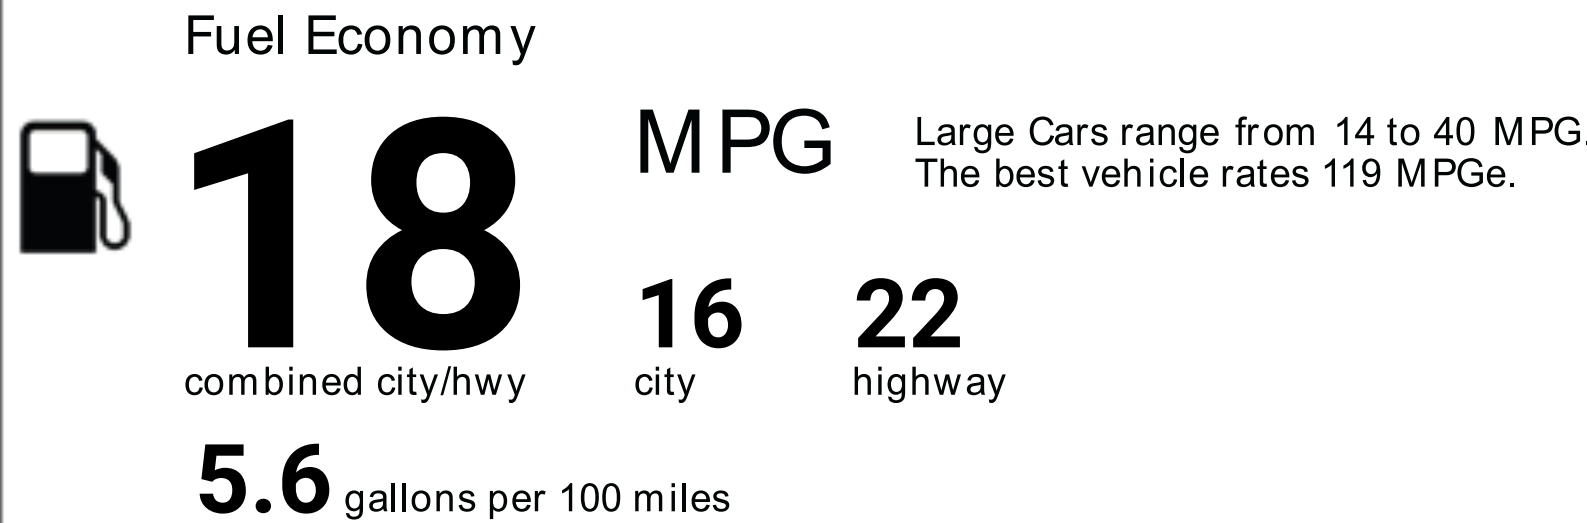 Fuel Economy
18
MPG
Large Cars range from 14 to 40 MPG.
The best vehicle rates 119 MPGe.
16
22
combined city/hwy
city
highway
5.6 gallons per 100 miles